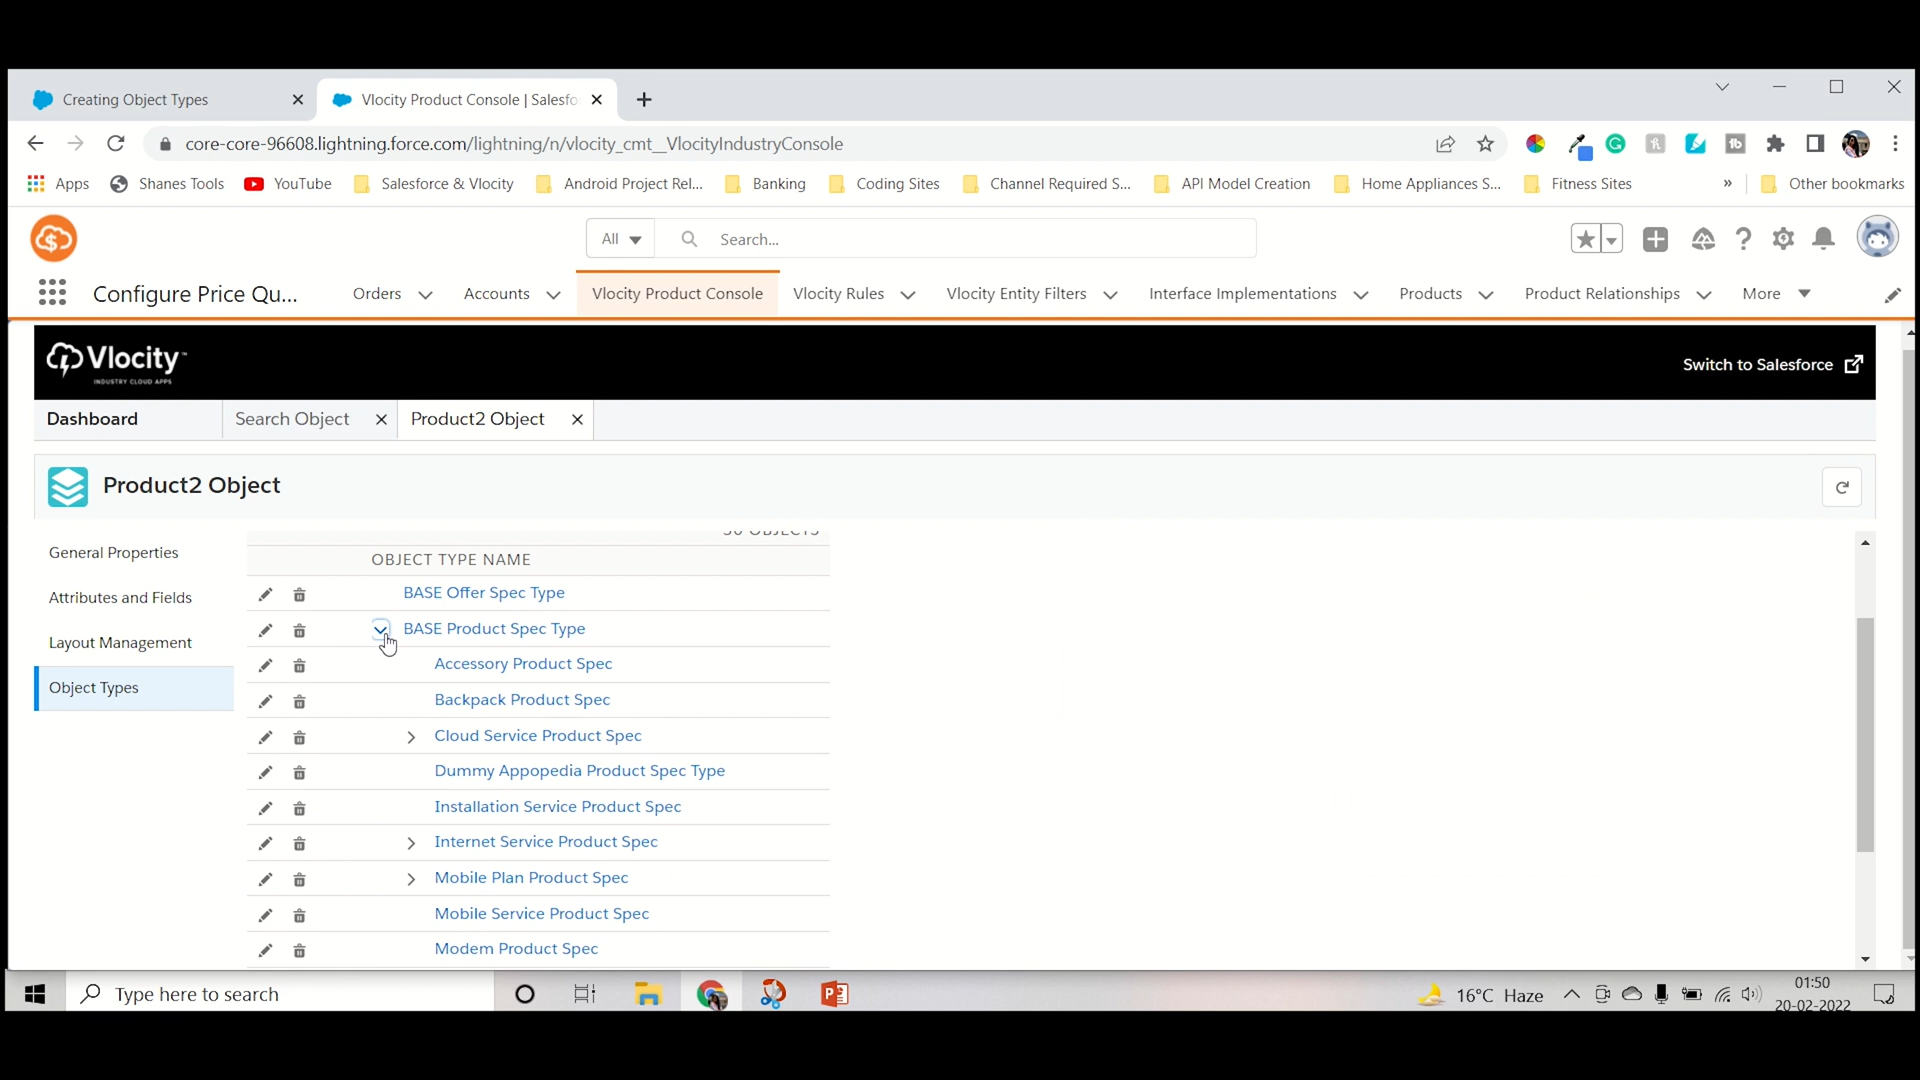 Creating Object Types
Vlocity Product Console | Salesfo
core-core-96608.lightning.force.com/lightning/n/vlocity_cmt__VlocityIndustryConsole
Apps Shanes Tools YouTube Salesforce & Vlocity Android Project Rel... Banking Coding Sites Channel Required S... API Model Creation Home Appliances S... Fitness Sites » Other bookmarks
All Search...
Configure Price Qu... Orders Accounts Vlocity Product Console Vlocity Rules Vlocity Entity Filters Interface Implementations Products Product Relationships More
Vlocity™
INDUSTRY CLOUD APPS
Switch to Salesforce
Dashboard Search Object Product2 Object
Product2 Object
General Properties
Attributes and Fields
Layout Management
Object Types
OBJECTS
OBJECT TYPE NAME
BASE Offer Spec Type
BASE Product Spec Type
Accessory Product Spec
Backpack Product Spec
Cloud Service Product Spec
Dummy Appopedia Product Spec Type
Installation Service Product Spec
Internet Service Product Spec
Mobile Plan Product Spec
Mobile Service Product Spec
Modem Product Spec
Type here to search
16°C Haze
01:50
20-02-2022